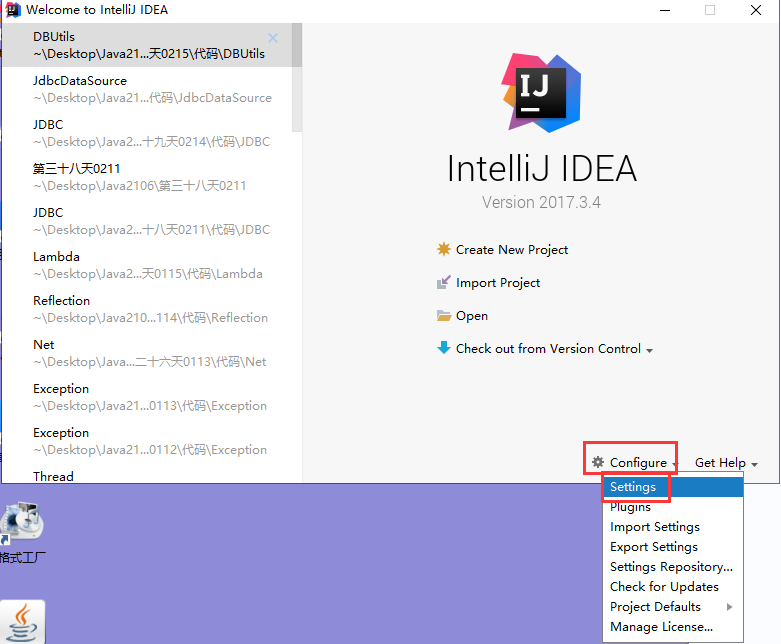 Welcome to IntelliJ IDEA
DBUtils
~\Desktop\Java21...天0215\代码\DBUtils
JdbcDataSource
~\Desktop\Java21...代码\JdbcDataSource
JDBC
~\Desktop\Java2...十九天0214\代码\JDBC
第三十八天0211
~\Desktop\Java2106\第三十八天0211
JDBC
~\Desktop\Java2...十八天0211\代码\JDBC
Lambda
~\Desktop\Java2...天0115\代码\Lambda
Reflection
~\Desktop\Java210...114\代码\Reflection
Net
~\Desktop\Java...二十六天0113\代码\Net
Exception
~\Desktop\Java21...0113\代码\Exception
Exception
~\Desktop\Java21...0112\代码\Exception
Thread
IJ
IntelliJ IDEA
Version 2017.3.4
Create New Project
Import Project
Open
Check out from Version Control
Configure
Get Help
Settings
Plugins
Import Settings
Export Settings
Settings Repository...
Check for Updates
Project Defaults
Manage License...
格式工厂